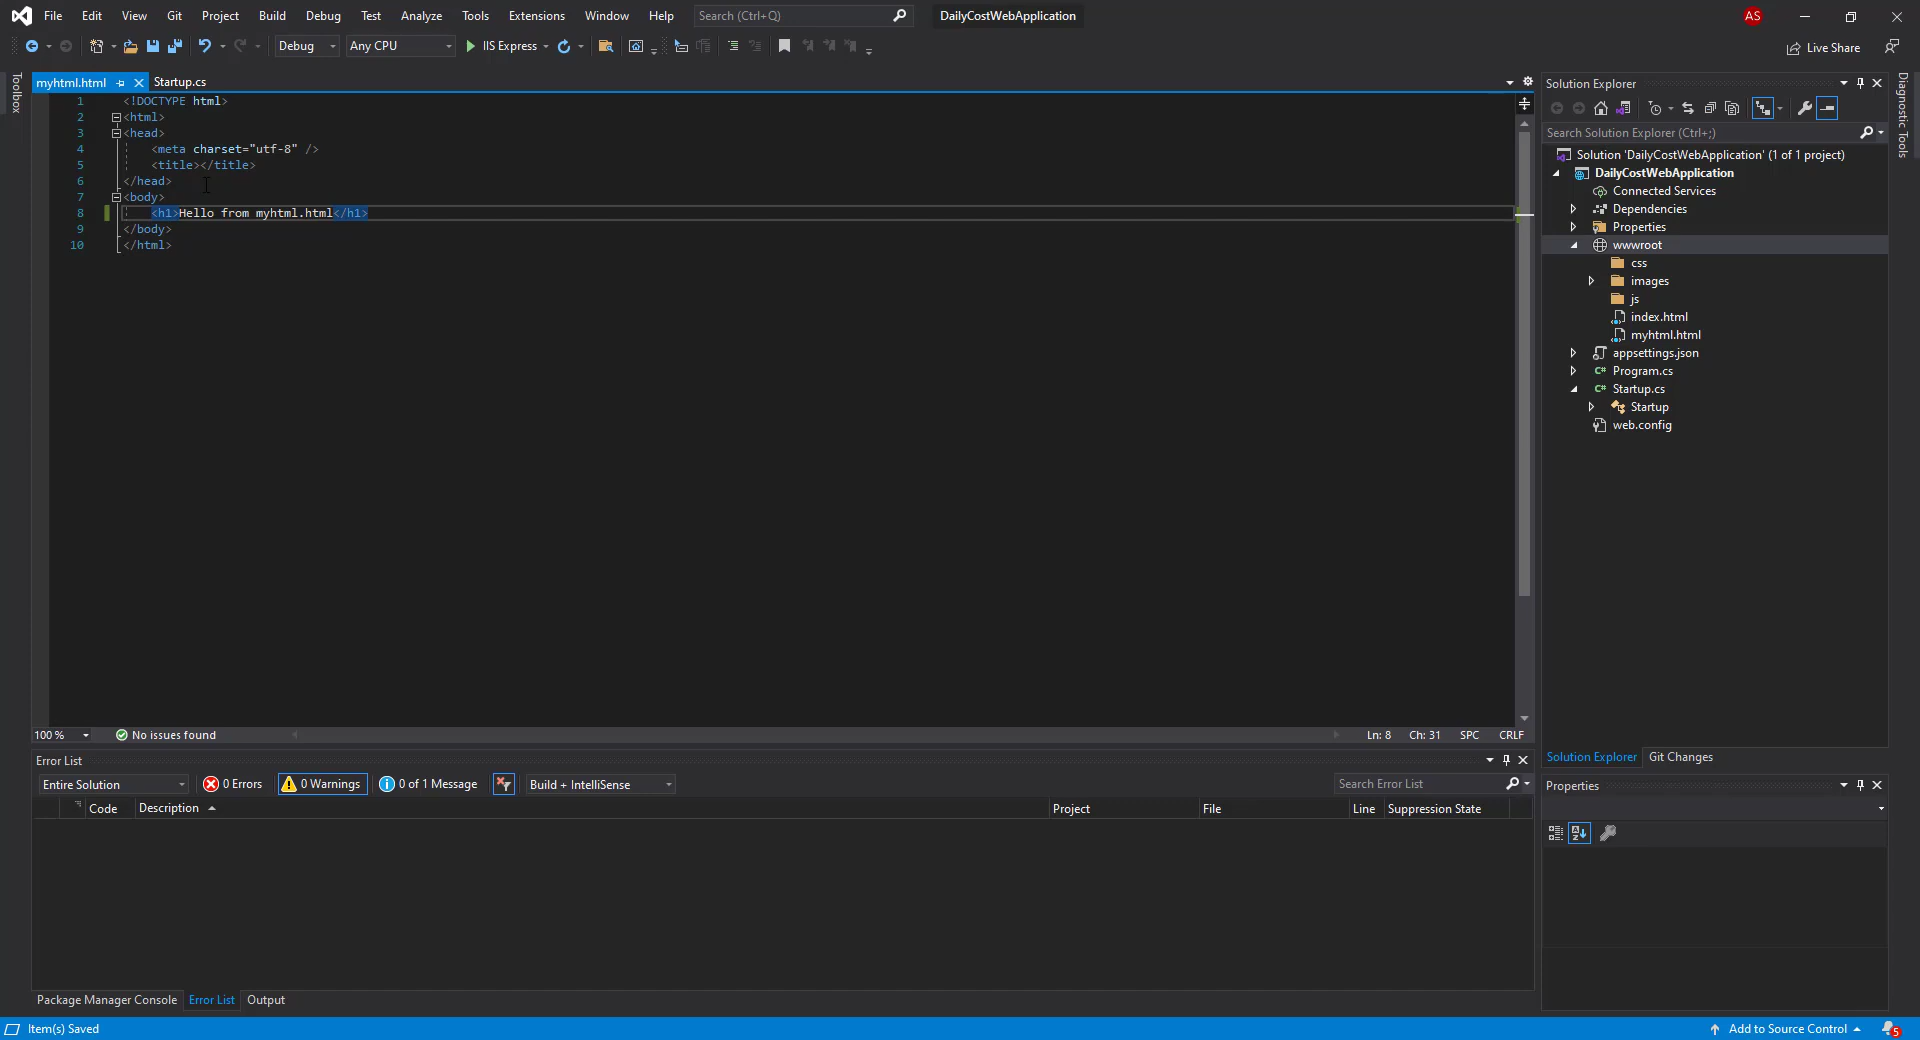 File Edit View Git Project Build Debug Test Analyze Tools Extensions Window Help Search (Ctrl+Q) DailyCostWebApplication AS
Debug Any CPU IIS Express Live Share
Toolbox
myhtml.html Startup.cs
1 <!DOCTYPE html>
2 <html>
3 <head>
4 <meta charset="utf-8" />
5 <title></title>
6 </head>
7 <body>
8 <h1>Hello from myhtml.html</h1>
9 </body>
10 </html>
100 % No issues found Ln: 8 Ch: 31 SPC CRLF
Error List
Entire Solution 0 Errors 0 Warnings 0 of 1 Message Build + IntelliSense Search Error List
Code Description Project File Line Suppression State
Package Manager Console Error List Output
Solution Explorer
Search Solution Explorer (Ctrl+;)
Solution 'DailyCostWebApplication' (1 of 1 project)
DailyCostWebApplication
Connected Services
Dependencies
Properties
wwwroot
css
images
js
index.html
myhtml.html
appsettings.json
C# Program.cs
C# Startup.cs
Startup
web.config
Solution Explorer Git Changes
Properties
Diagnostic Tools
Item(s) Saved Add to Source Control 5